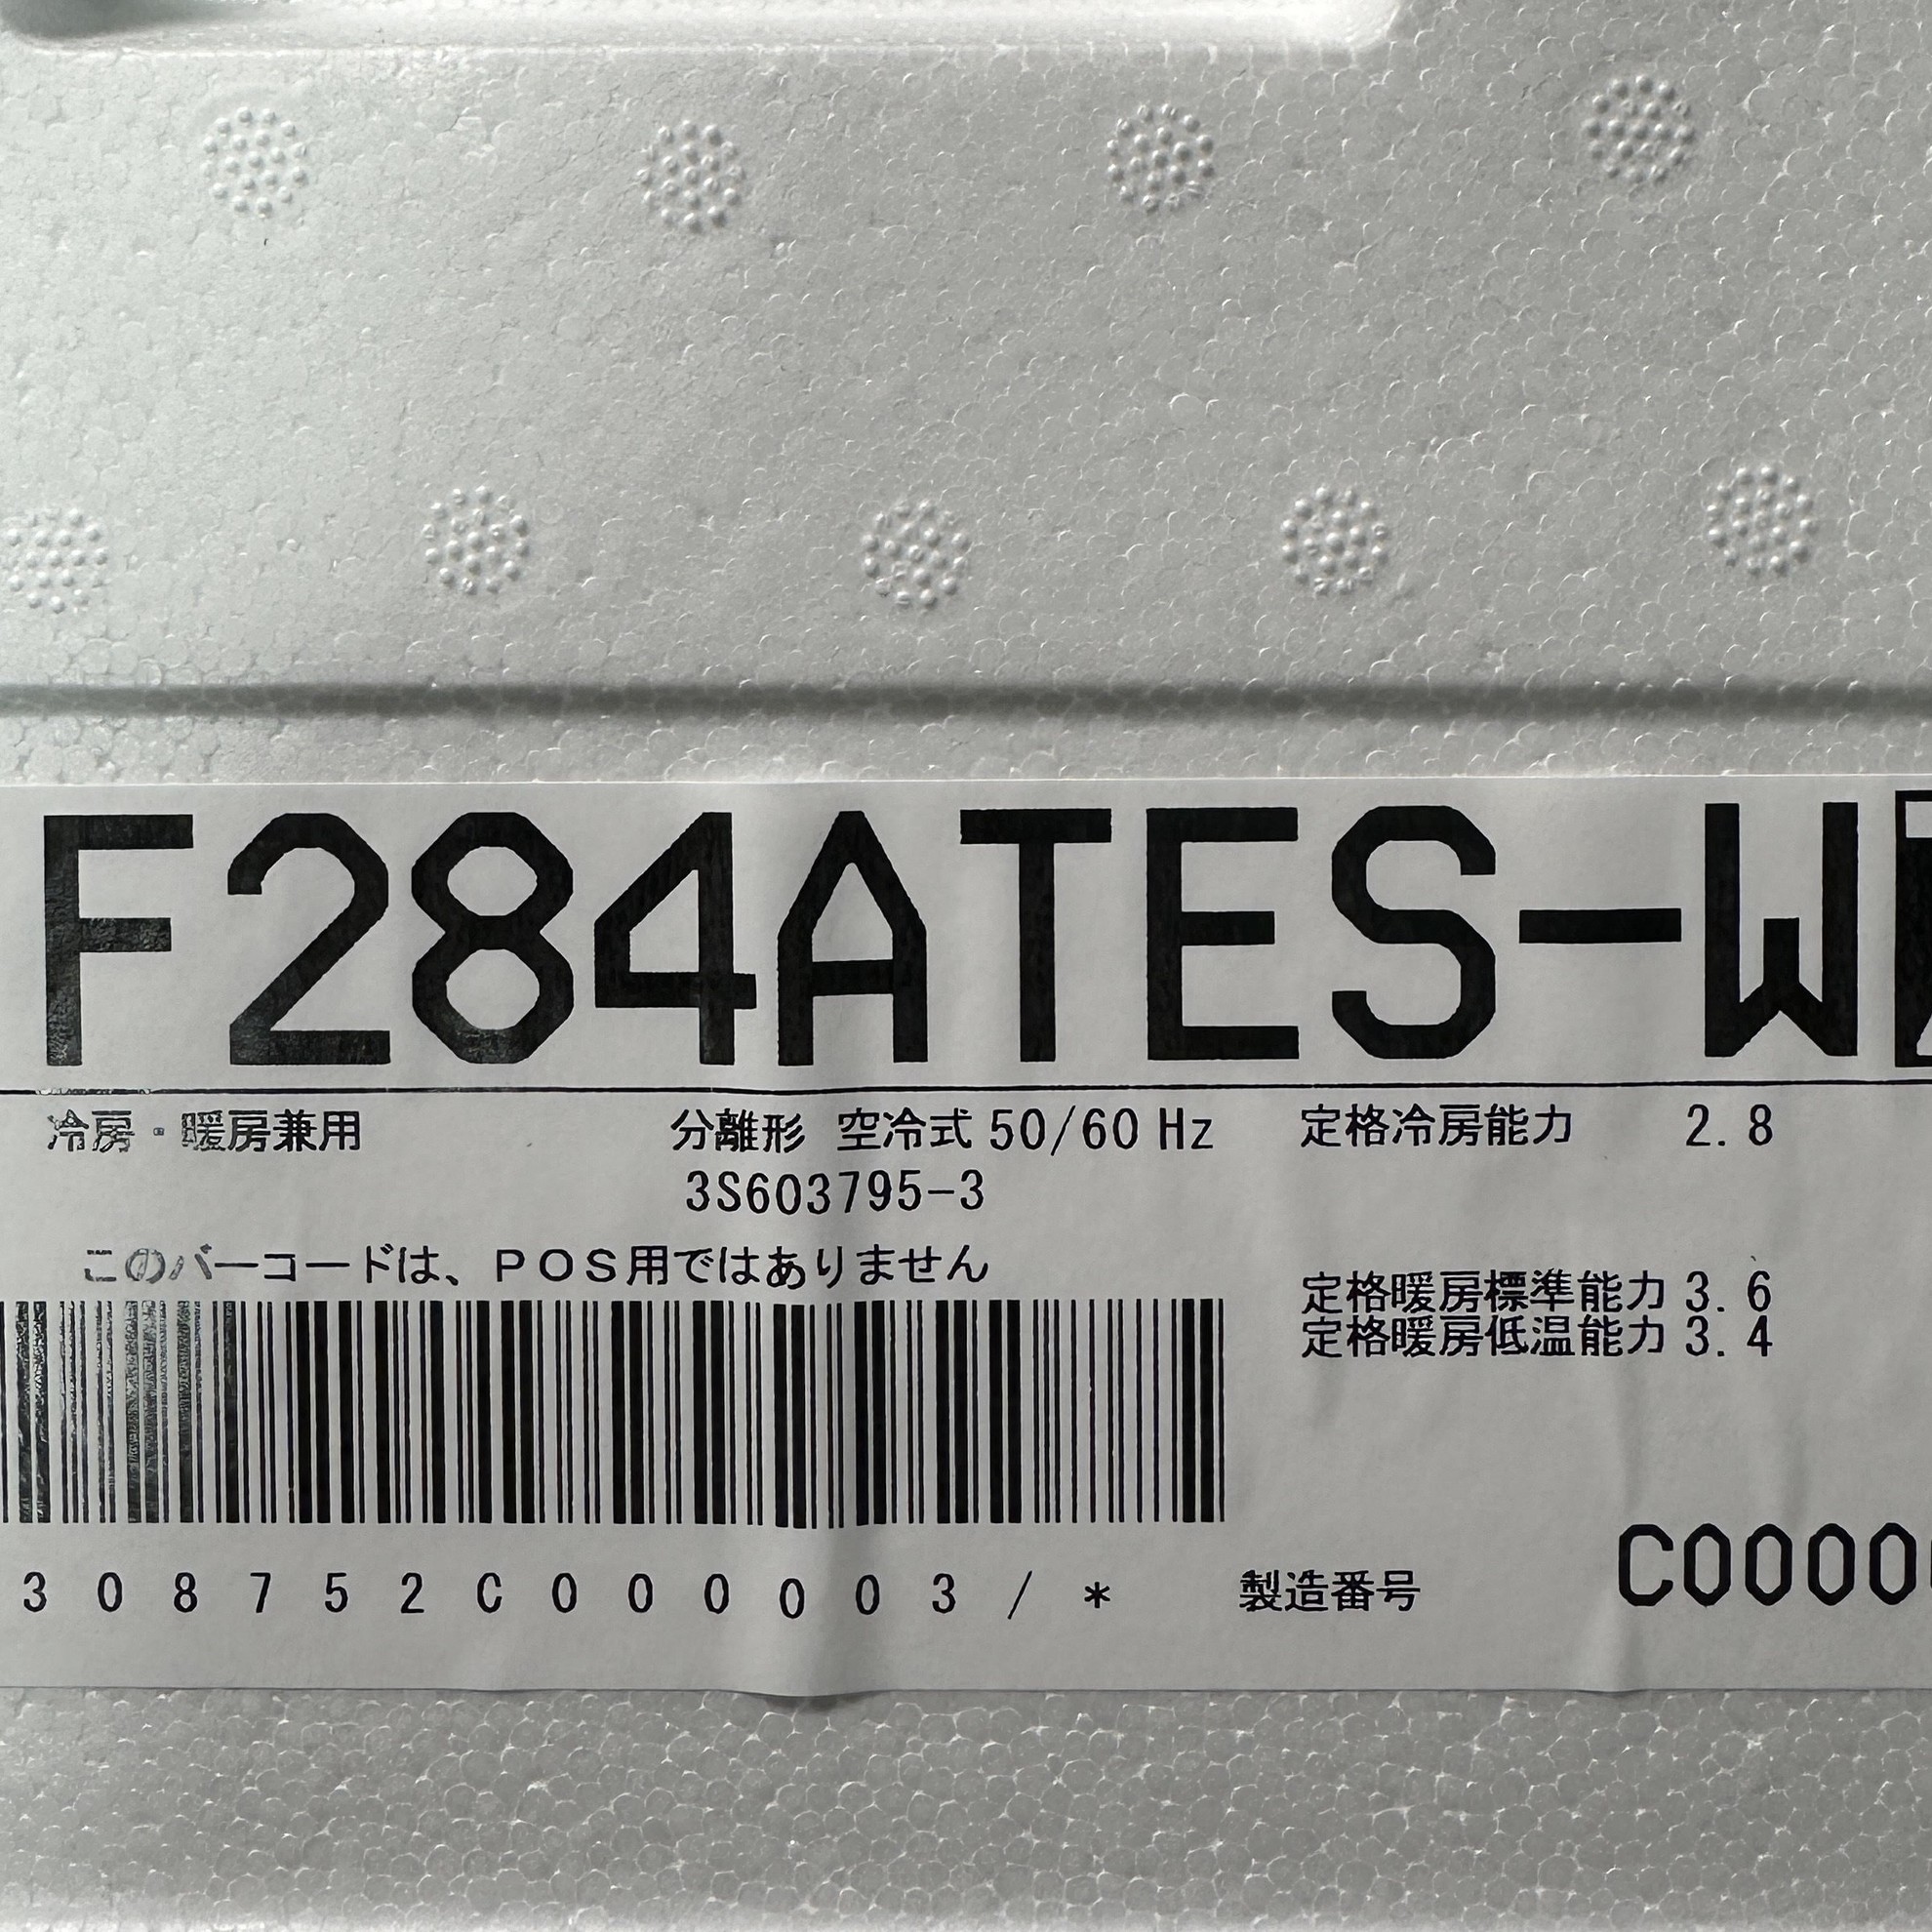 F284ATES-W
冷房・暖房兼用 分離形 空冷式 50/60 Hz 定格冷房能力 2.8
3S603795-3
このバーコードは、POS用ではありません
定格暖房標準能力 3.6
定格暖房低温能力 3.4
308752C000003/* 製造番号 C0000